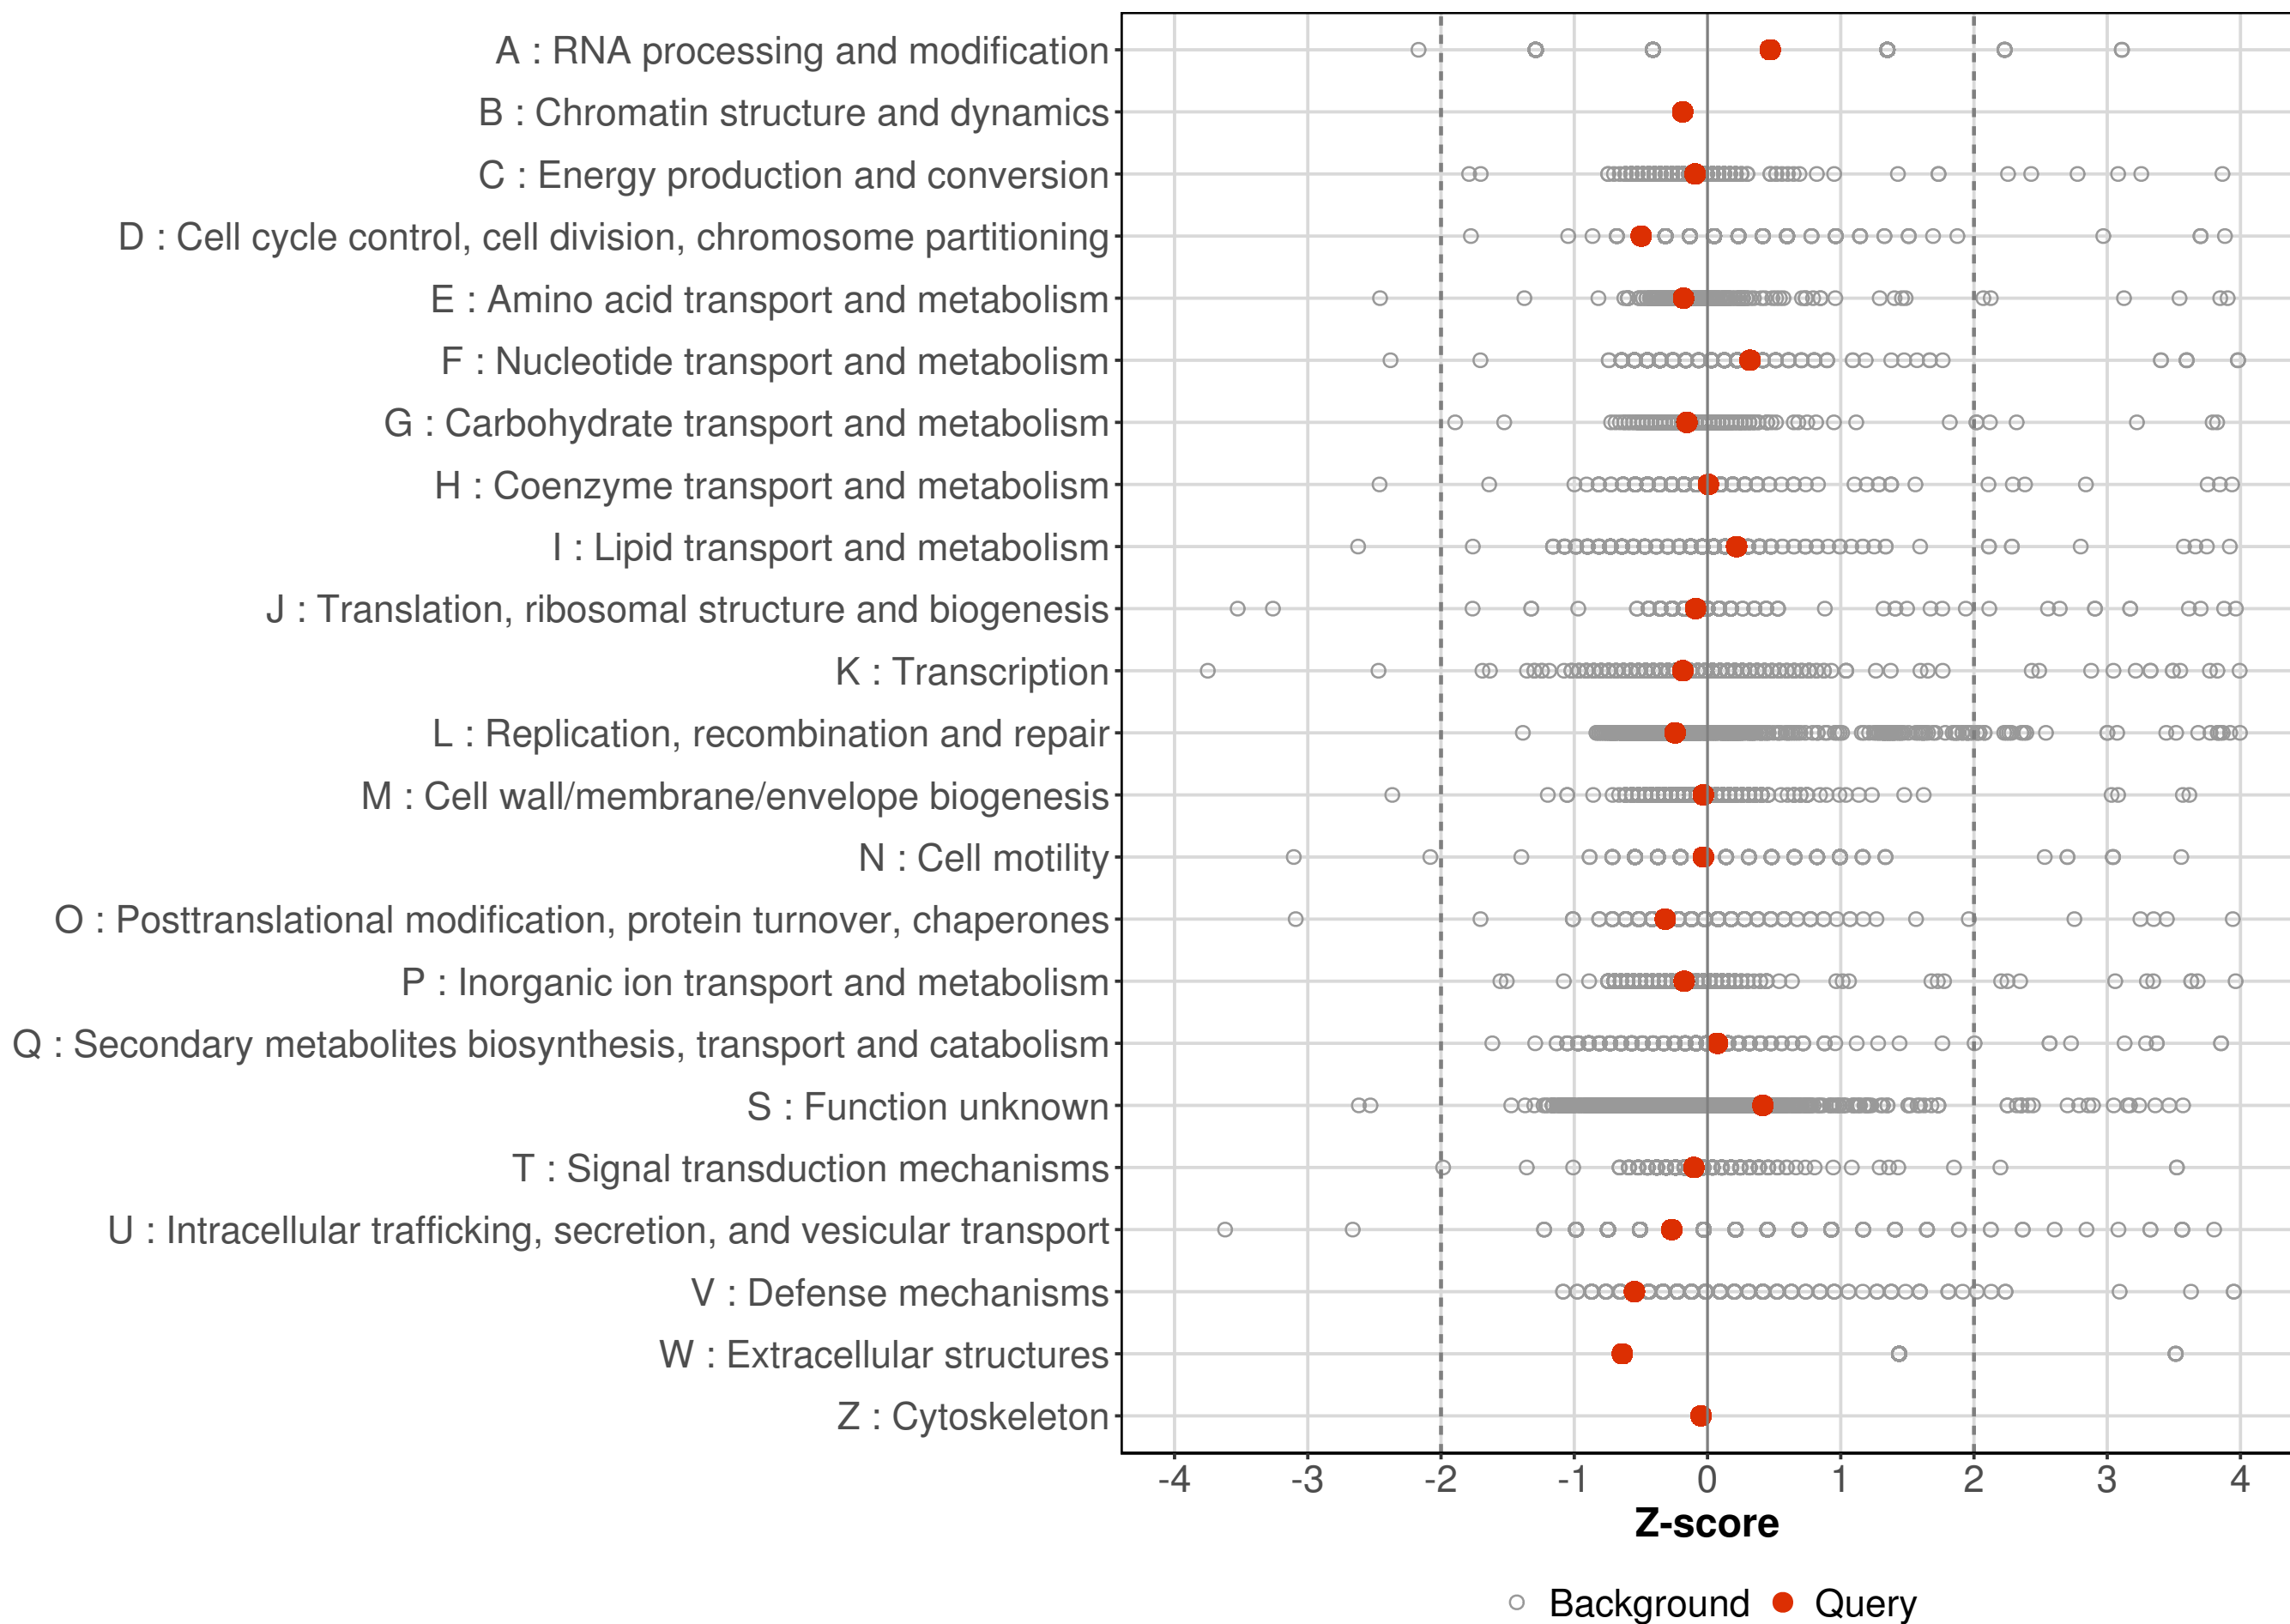 A : RNA processing and modification
B : Chromatin structure and dynamics
C : Energy production and conversion
D : Cell cycle control, cell division, chromosome partitioning
E : Amino acid transport and metabolism
F : Nucleotide transport and metabolism
G : Carbohydrate transport and metabolism
H : Coenzyme transport and metabolism
I : Lipid transport and metabolism
J : Translation, ribosomal structure and biogenesis
K : Transcription
L : Replication, recombination and repair
M : Cell wall/membrane/envelope biogenesis
N : Cell motility
O : Posttranslational modification, protein turnover, chaperones
P : Inorganic ion transport and metabolism
Q : Secondary metabolites biosynthesis, transport and catabolism
S : Function unknown
T : Signal transduction mechanisms
U : Intracellular trafficking, secretion, and vesicular transport
V : Defense mechanisms
W : Extracellular structures
Z : Cytoskeleton
-4 -3 -2 -1 0 1 2 3 4
Z-score
Background Query